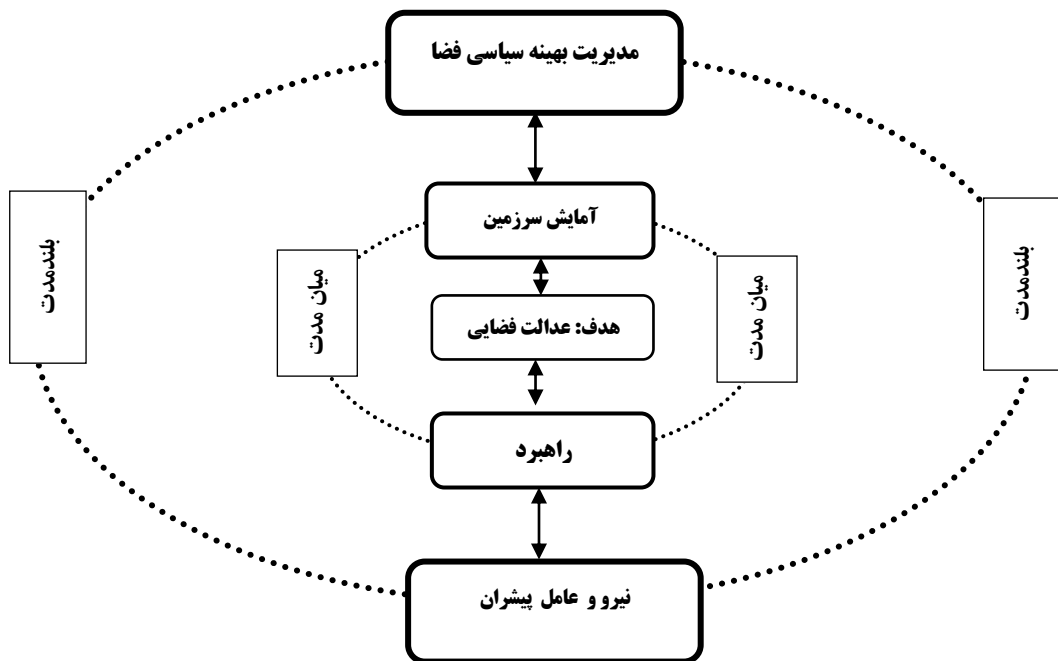 مدیریت بهینه سیاسی فضا
آمایش سرزمین
بلندمدت
میان مدت
هدف: عدالت فضایی
میان مدت
بلندمدت
راهبرد
نیرو و عامل پیشران